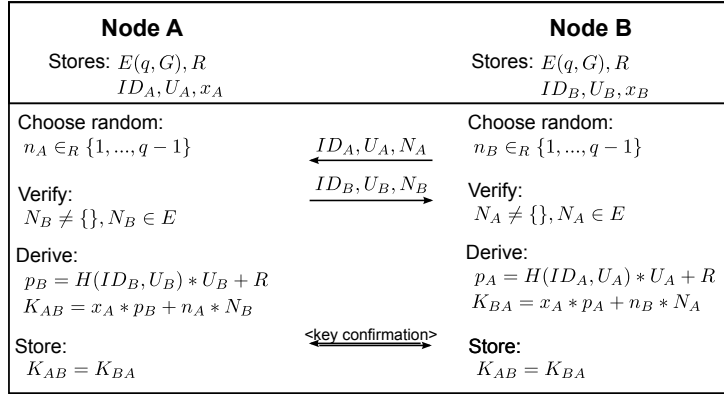 Node A
Node B
Stores: E(q, G), R
ID_A, U_A, x_A
Stores: E(q, G), R
ID_B, U_B, x_B
Choose random:
n_A ∈_R {1, ..., q − 1}
Choose random:
n_B ∈_R {1, ..., q − 1}
ID_A, U_A, N_A
ID_B, U_B, N_B
Verify:
N_B ≠ {}, N_B ∈ E
Verify:
N_A ≠ {}, N_A ∈ E
Derive:
p_B = H(ID_B, U_B) * U_B + R
K_AB = x_A * p_B + n_A * N_B
Derive:
p_A = H(ID_A, U_A) * U_A + R
K_BA = x_A * p_A + n_B * N_A
<key confirmation>
Store:
K_AB = K_BA
Store:
K_AB = K_BA